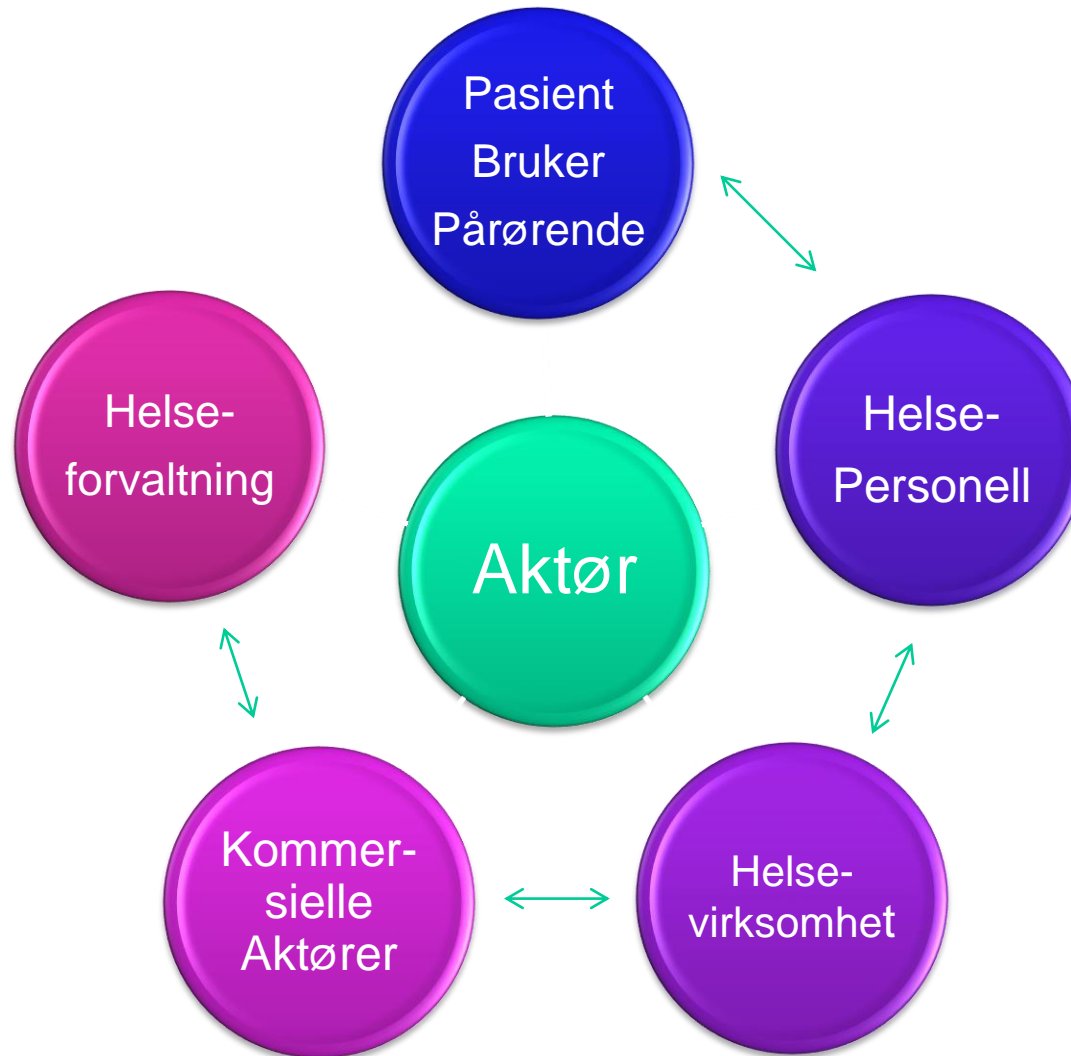 Pasient
Bruker
Pårørende
Helse-
forvaltning
Helse-
Personell
Aktør
Kommer-
sielle
Aktører
Helse-
virksomhet